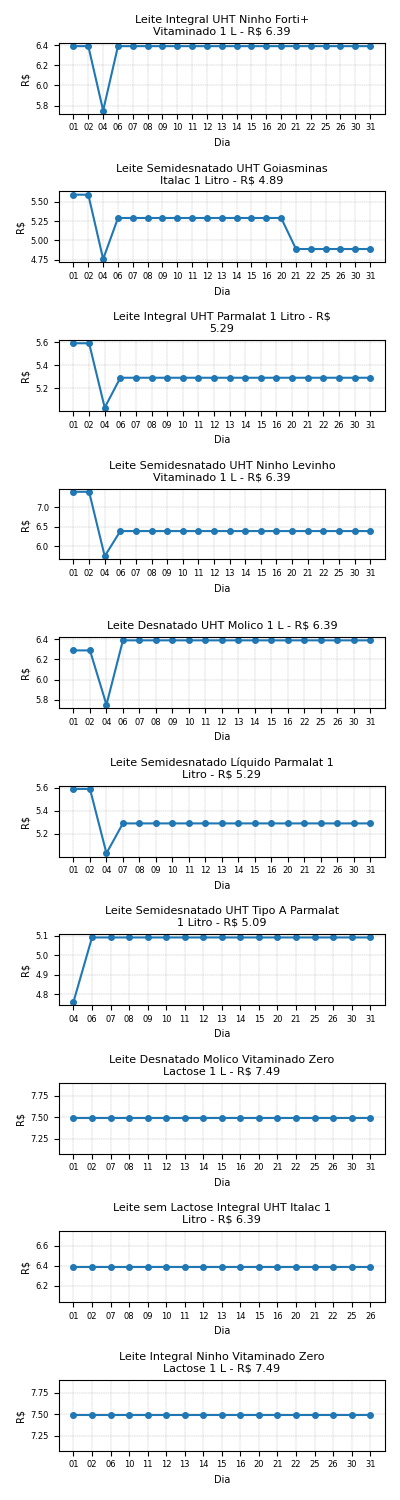 Leite Integral UHT Ninho Forti+
Vitaminado 1 L - R$ 6.39
6.4
6.2
6.0
5.8
R$
01 02 04 06 07 08 09 10 11 12 13 14 15 16 20 21 22 25 26 30 31
Dia
Leite Semidesnatado UHT Goiasminas
Italac 1 Litro - R$ 4.89
5.50
5.25
5.00
4.75
R$
01 02 04 06 07 08 09 10 11 12 13 14 15 16 20 21 22 25 26 30 31
Dia
Leite Integral UHT Parmalat 1 Litro - R$
5.29
5.6
5.4
5.2
R$
01 02 04 06 07 08 09 10 11 12 13 14 15 16 20 21 22 25 26 30 31
Dia
Leite Semidesnatado UHT Ninho Levinho
Vitaminado 1 L - R$ 6.39
7.0
6.5
6.0
R$
01 02 04 06 07 08 09 10 11 12 13 14 15 16 20 21 22 25 26 30 31
Dia
Leite Desnatado UHT Molico 1 L - R$ 6.39
6.4
6.2
6.0
5.8
R$
01 02 04 06 07 08 09 10 11 12 13 14 15 16 22 25 26 30 31
Dia
Leite Semidesnatado Líquido Parmalat 1
Litro - R$ 5.29
5.6
5.4
5.2
R$
01 02 04 07 08 09 10 11 12 13 14 15 16 20 21 22 25 26 31
Dia
Leite Semidesnatado UHT Tipo A Parmalat
1 Litro - R$ 5.09
5.1
5.0
4.9
4.8
R$
04 06 07 08 09 10 11 12 13 14 15 20 21 22 26 30 31
Dia
Leite Desnatado Molico Vitaminado Zero
Lactose 1 L - R$ 7.49
7.75
7.50
7.25
R$
01 02 07 08 11 12 13 14 15 16 20 21 22 25 26 30 31
Dia
Leite sem Lactose Integral UHT Italac 1
Litro - R$ 6.39
6.6
6.4
6.2
R$
01 02 06 07 08 10 11 12 13 14 15 16 20 21 22 25 26
Dia
Leite Integral Ninho Vitaminado Zero
Lactose 1 L - R$ 7.49
7.75
7.50
7.25
R$
01 02 06 10 11 12 13 14 15 16 20 21 22 25 26 30 31
Dia